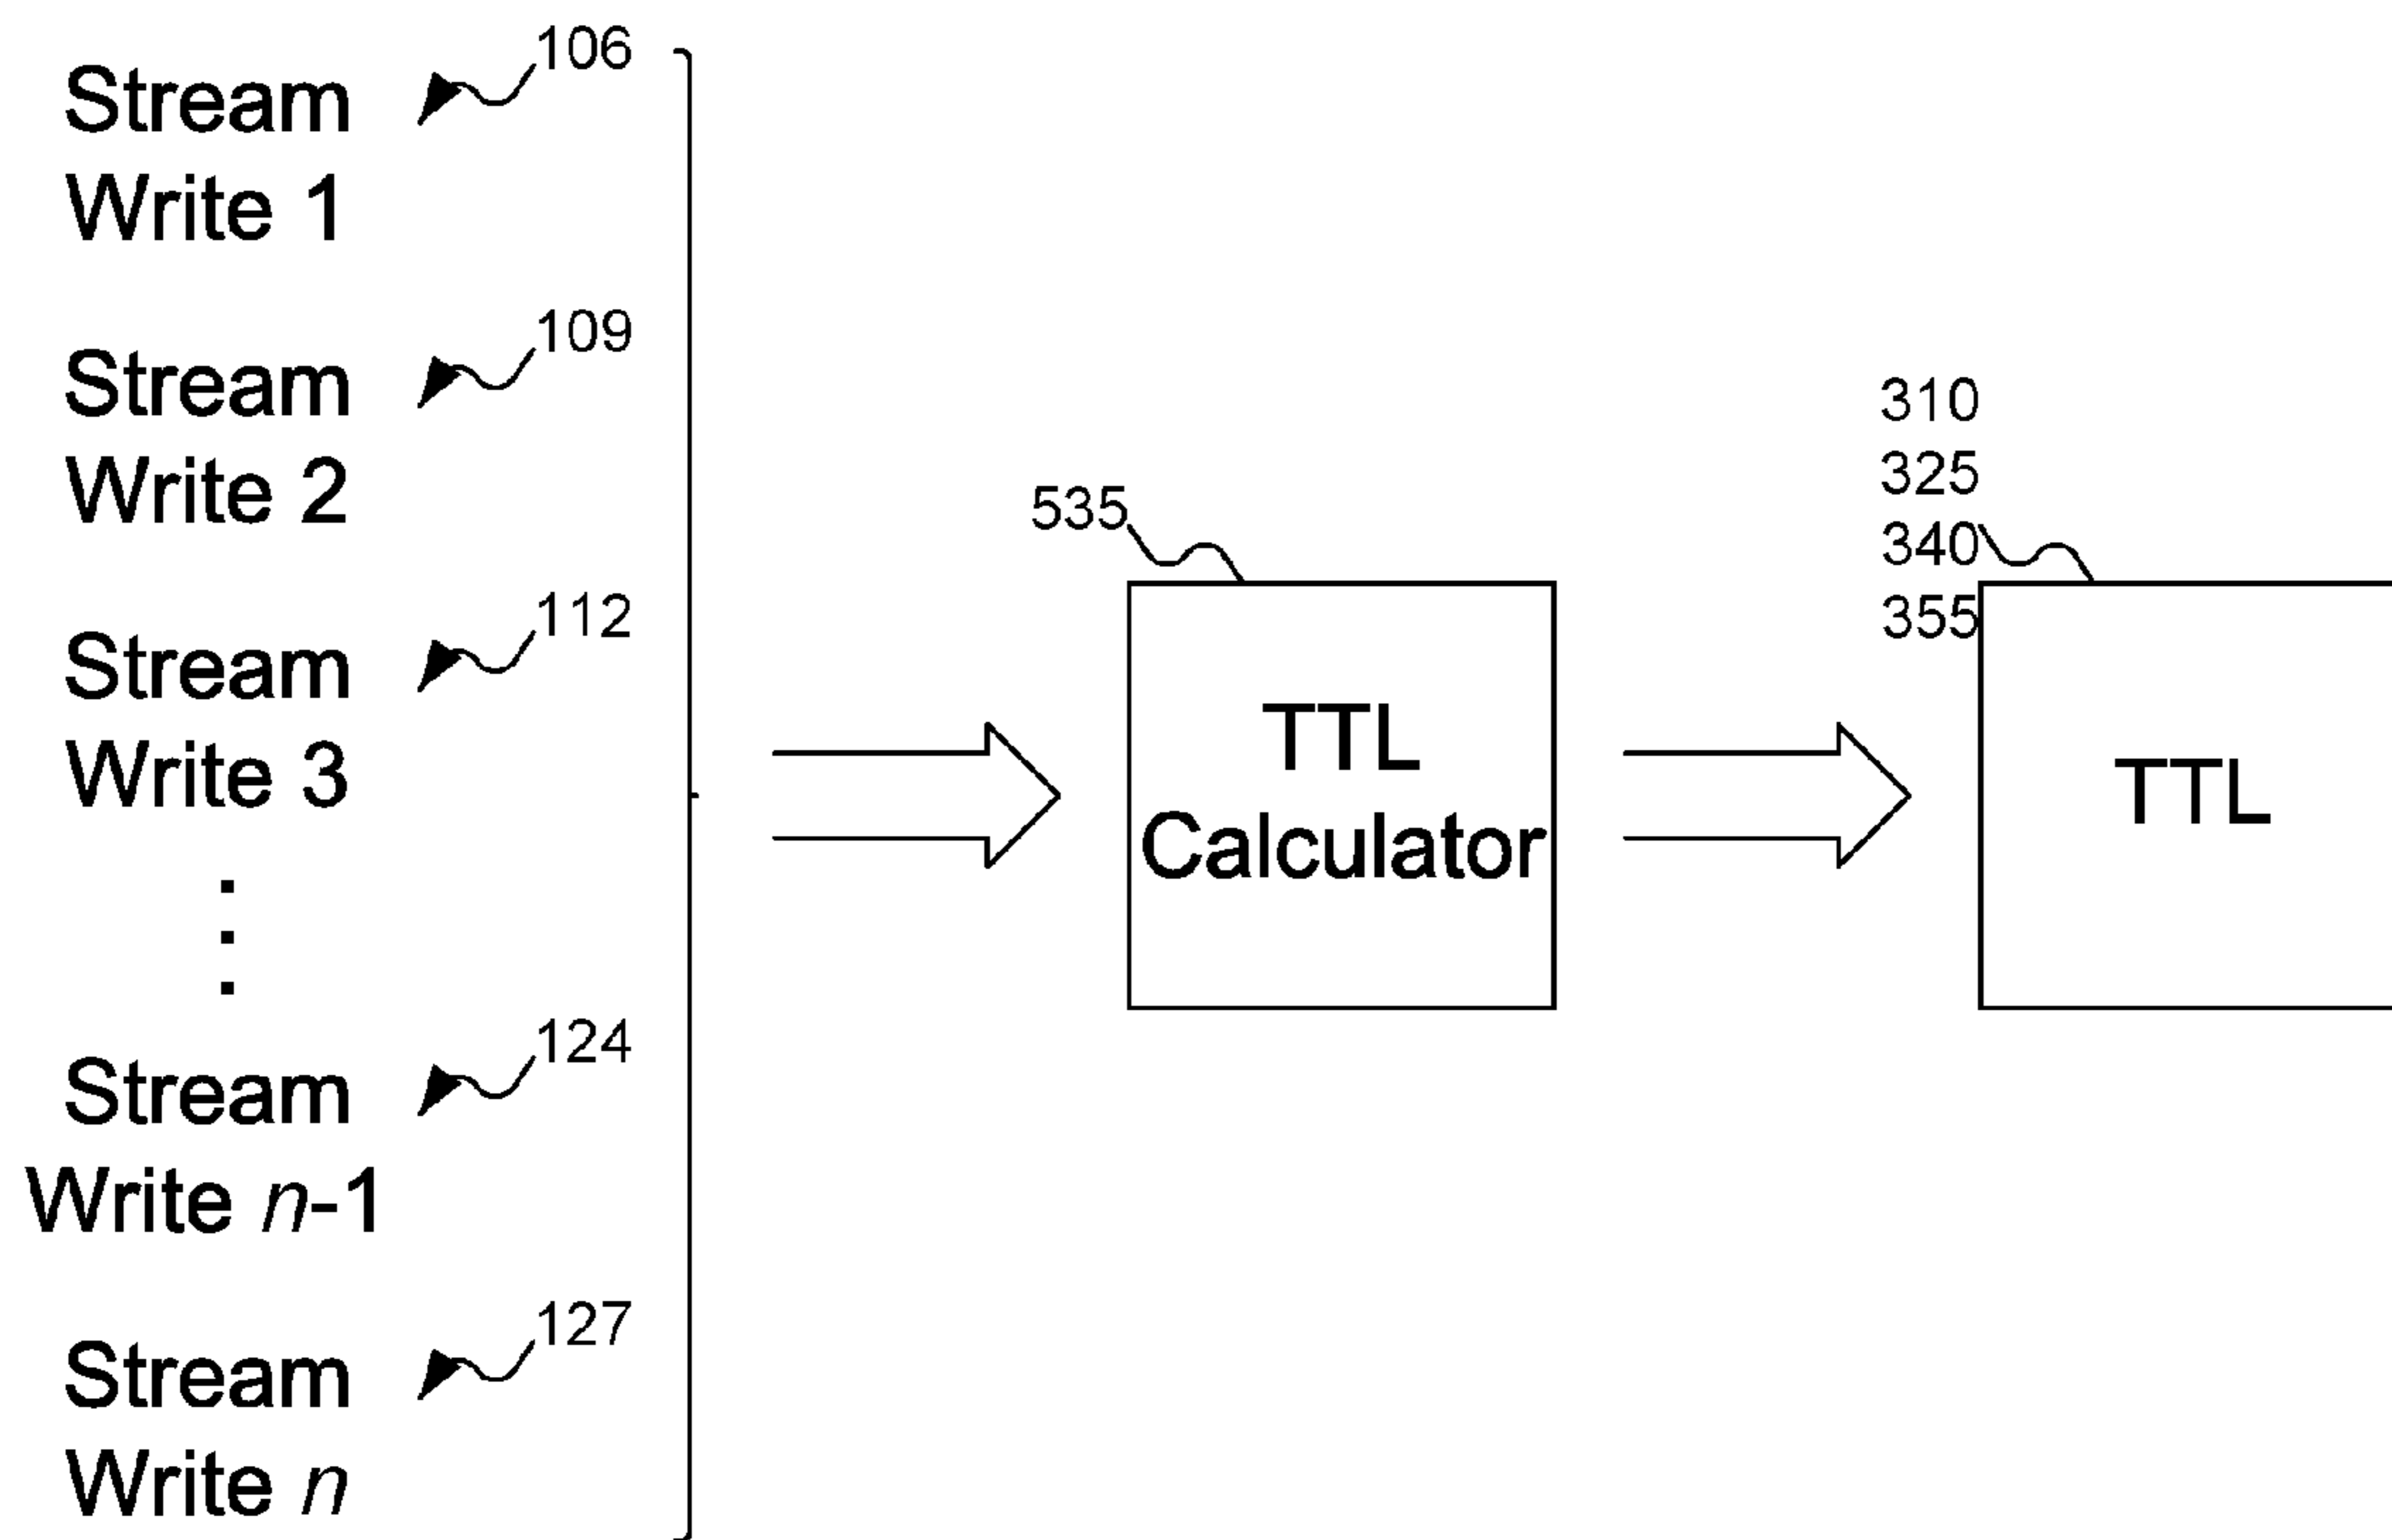 106
Stream
Write 1
109
Stream
Write 2
112
Stream
Write 3
124
Stream
Write n-1
127
Stream
Write n
535
TTL
Calculator
310
325
340
355
TTL